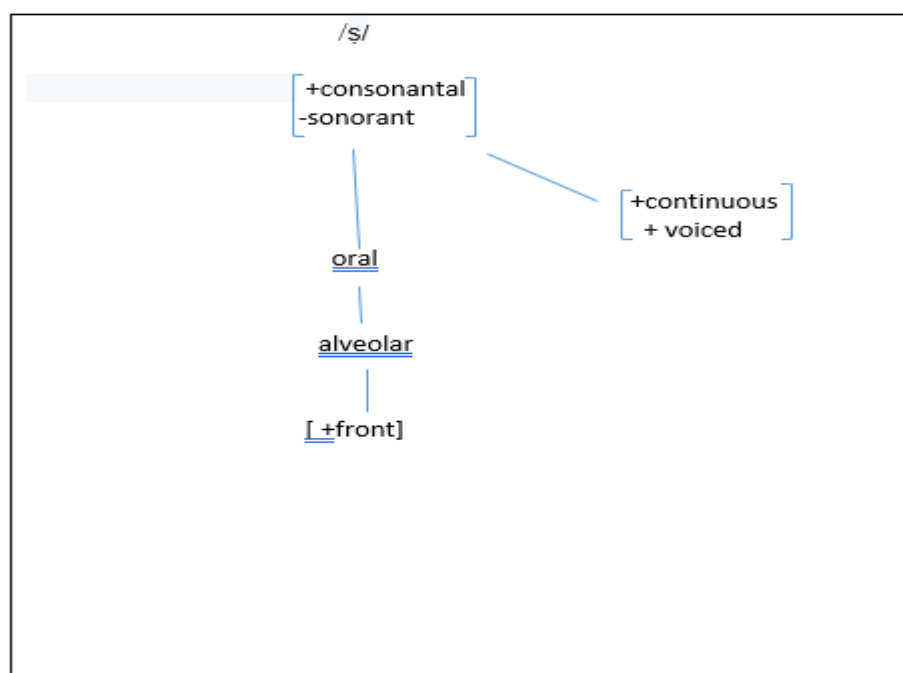 /ṣ/
+consonantal
-sonorant
+continuous
+ voiced
oral
alveolar
[ +front]